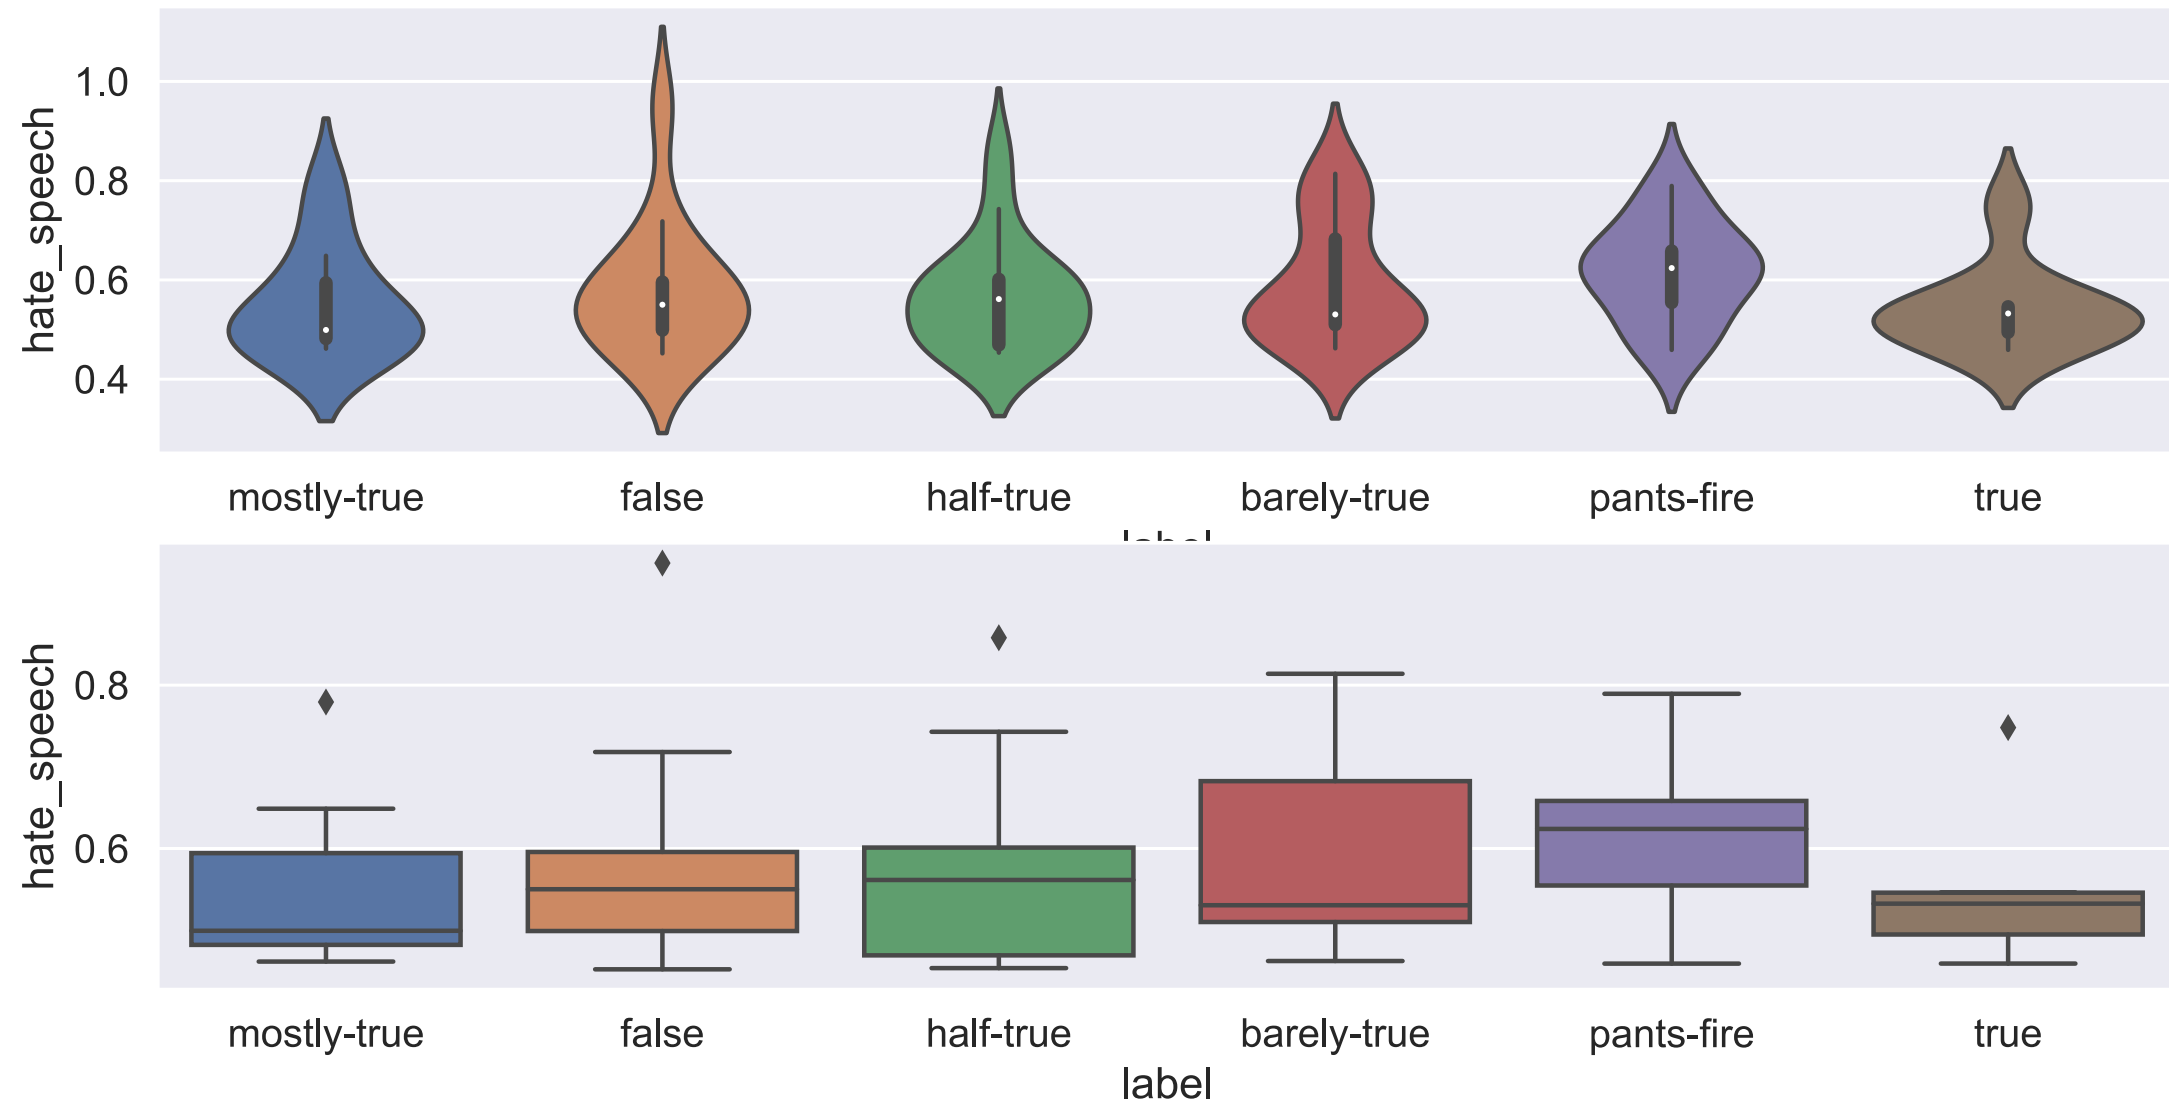 hate_speech
1.0
0.8
0.6
0.4
mostly-true false half-true barely-true pants-fire true
label
hate_speech
0.8
0.6
mostly-true false half-true barely-true pants-fire true
label